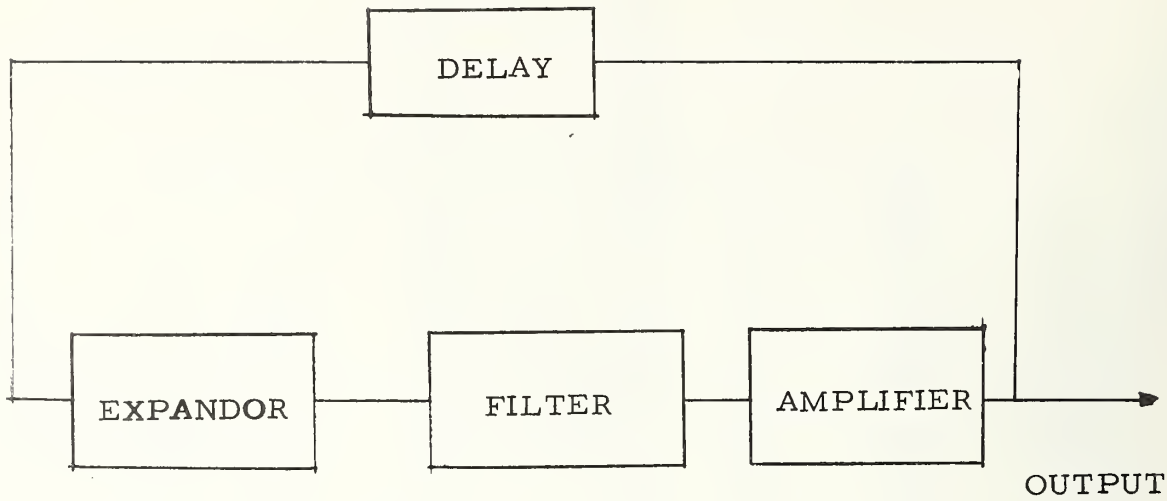 DELAY
EXPANDOR
FILTER
AMPLIFIER
OUTPUT